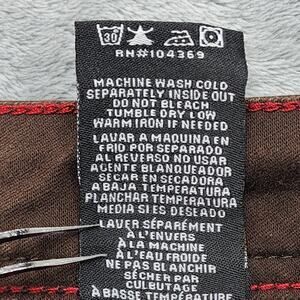 30
RN#104369
MACHINE WASH COLD
SEPARATELY INSIDE OUT
DO NOT BLEACH
TUMBLE DRY LOW
WARM IRON IF NEEDED
LAVAR A MAQUINA EN
FRIO POR SEPARADO
AL REVERSO NO USAR
AGENTE BLANQUEADOR
SECAR EN SECADORA
A BAJA TEMPERATURA
PLANCHAR TEMPERATURA
MEDIA SI ES DESEADO
LAVER SÉPARÉMENT
À L'ENVERS
À LA MACHINE
À L'EAU FROIDE
NE PAS BLANCHIR
SÉCHER PAR
CULBUTAGE
À BASSE TEMPÉRATURE